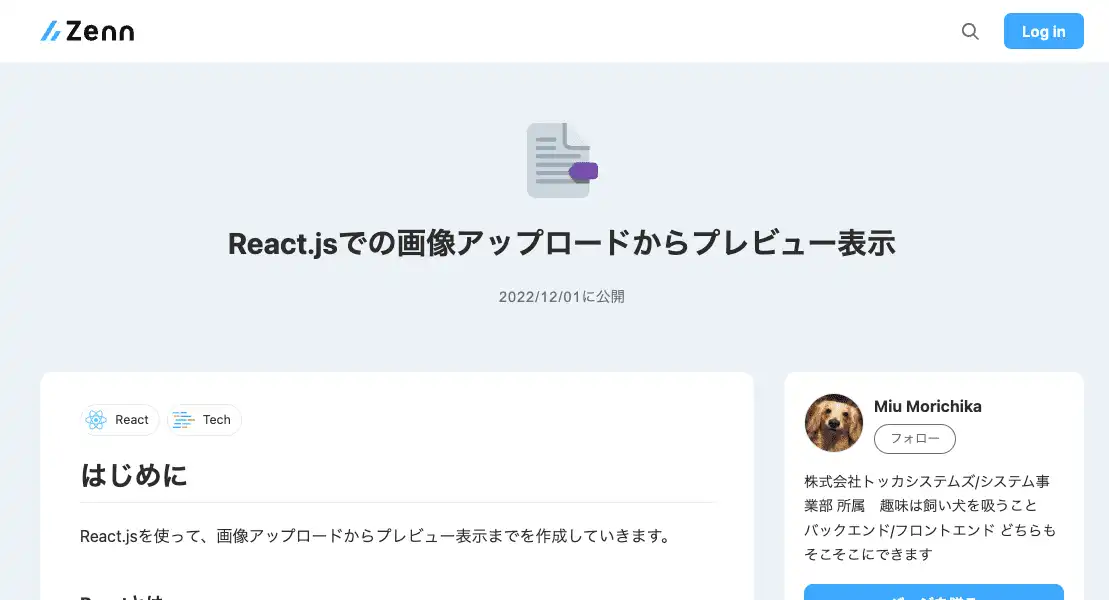 Zenn
Log in
React.jsでの画像アップロードからプレビュー表示
2022/12/01に公開
React
Tech
はじめに
React.jsを使って、画像アップロードからプレビュー表示までを作成していきます。
Miu Morichika
フォロー
株式会社トッカシステムズ/システム事
業部 所属　趣味は飼い犬を吸うこと
バックエンド/フロントエンド どちらも
そこそこにできます